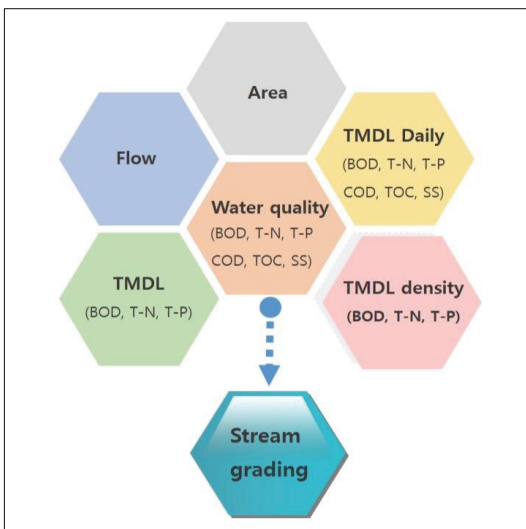 Area
Flow
TMDL Daily
(BOD, T-N, T-P
COD, TOC, SS)
Water quality
(BOD, T-N, T-P
COD, TOC, SS)
TMDL
(BOD, T-N, T-P)
TMDL density
(BOD, T-N, T-P)
Stream
grading